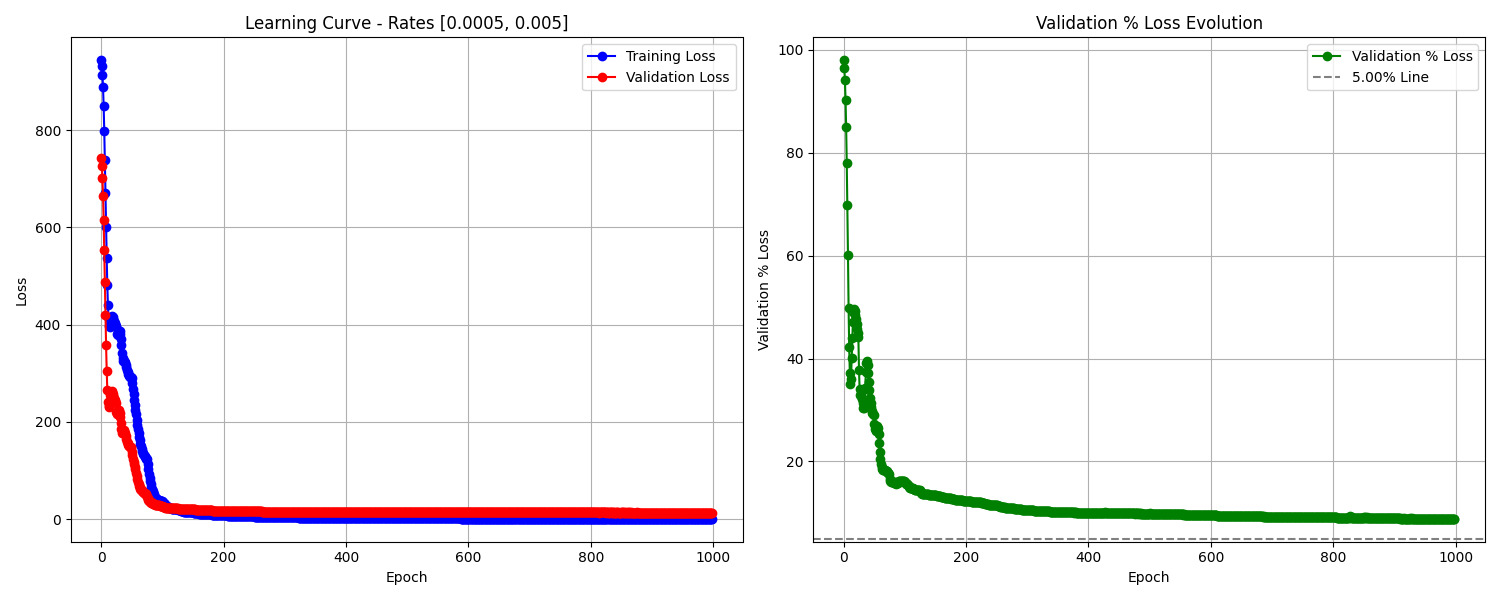 Learning Curve - Rates [0.0005, 0.005]
Training Loss
Validation Loss
Loss
800
600
400
200
0
0 200 400 600 800 1000
Epoch
Validation % Loss Evolution
Validation % Loss
5.00% Line
Validation % Loss
100
80
60
40
20
0 200 400 600 800 1000
Epoch